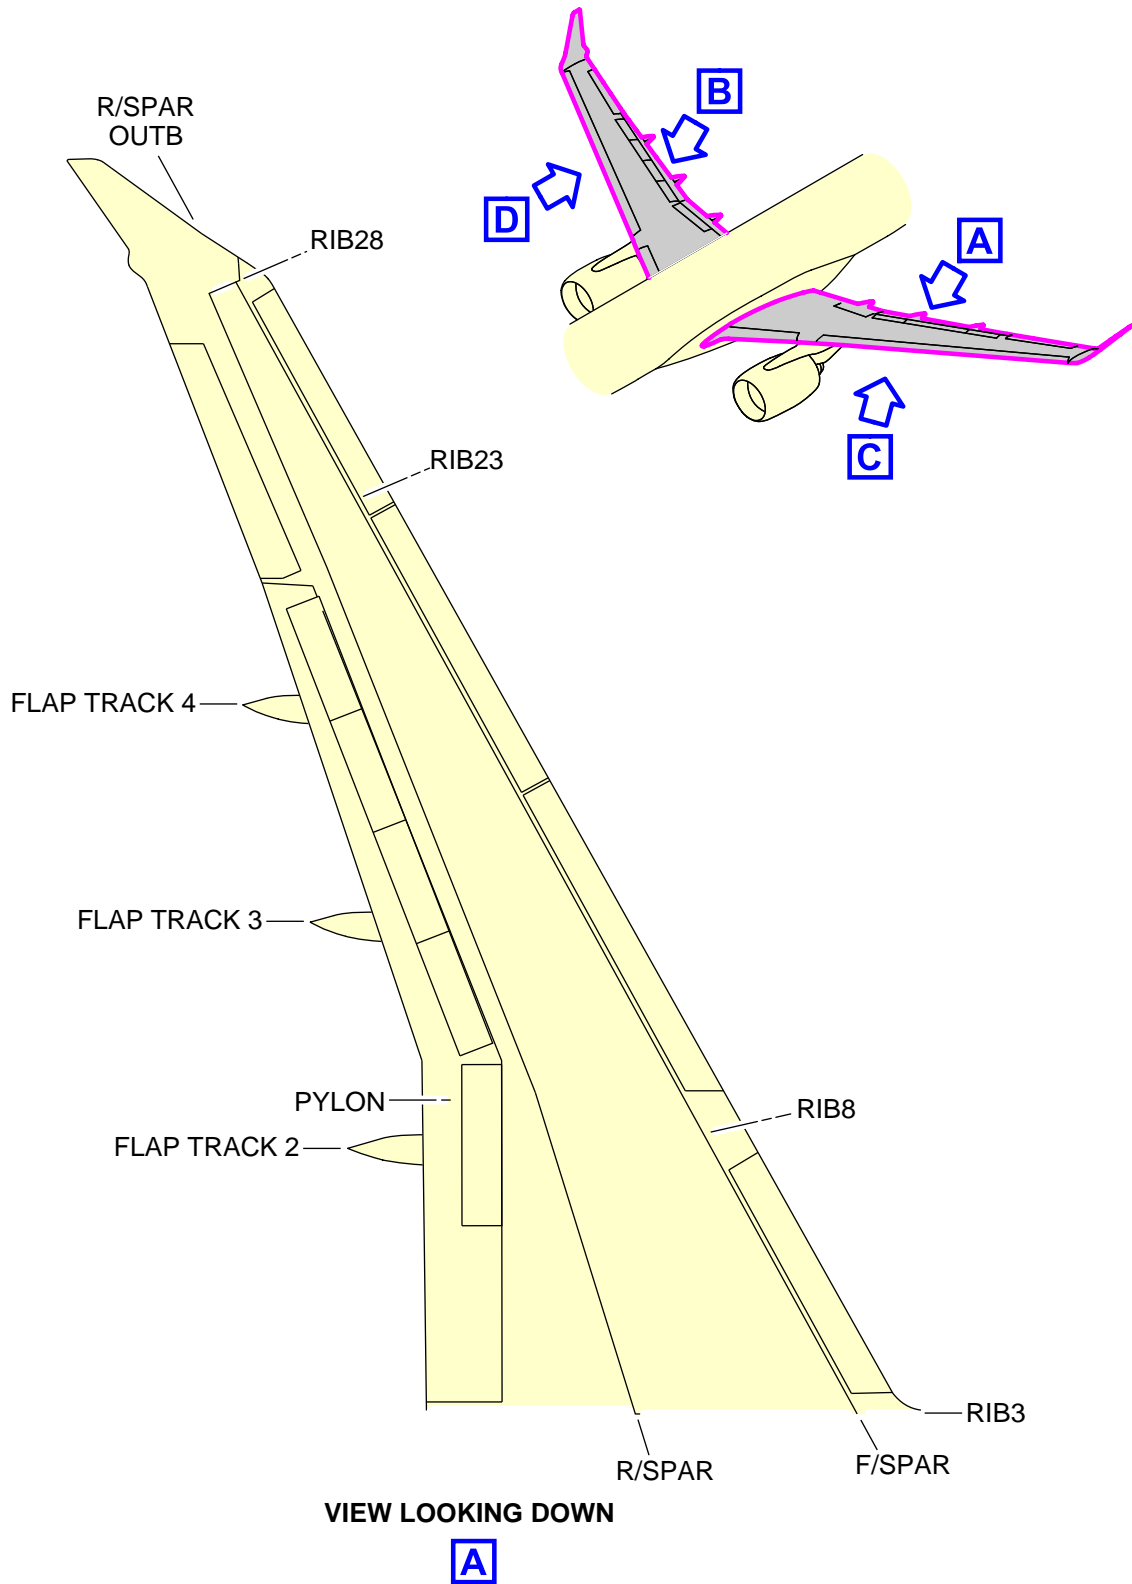 R/SPAR
OUTB
B
D
A
RIB28
C
RIB23
FLAP TRACK 4
FLAP TRACK 3
PYLON
RIB8
FLAP TRACK 2
RIB3
R/SPAR
F/SPAR
VIEW LOOKING DOWN
A